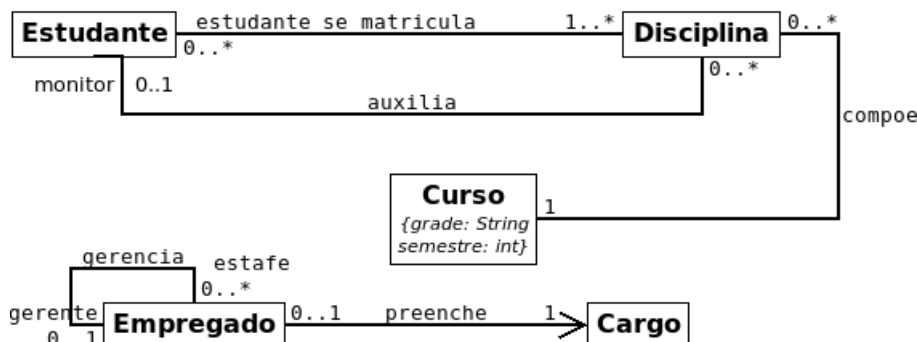 Estudante
estudante se matricula
1..*
Disciplina
0..*
0..*
0..*
monitor
0..1
auxilia
compoe
Curso
1
{grade: String
semestre: int}
gerencia
estafe
0..*
gerente
Empregado
0..1
preenche
1
Cargo
0..1